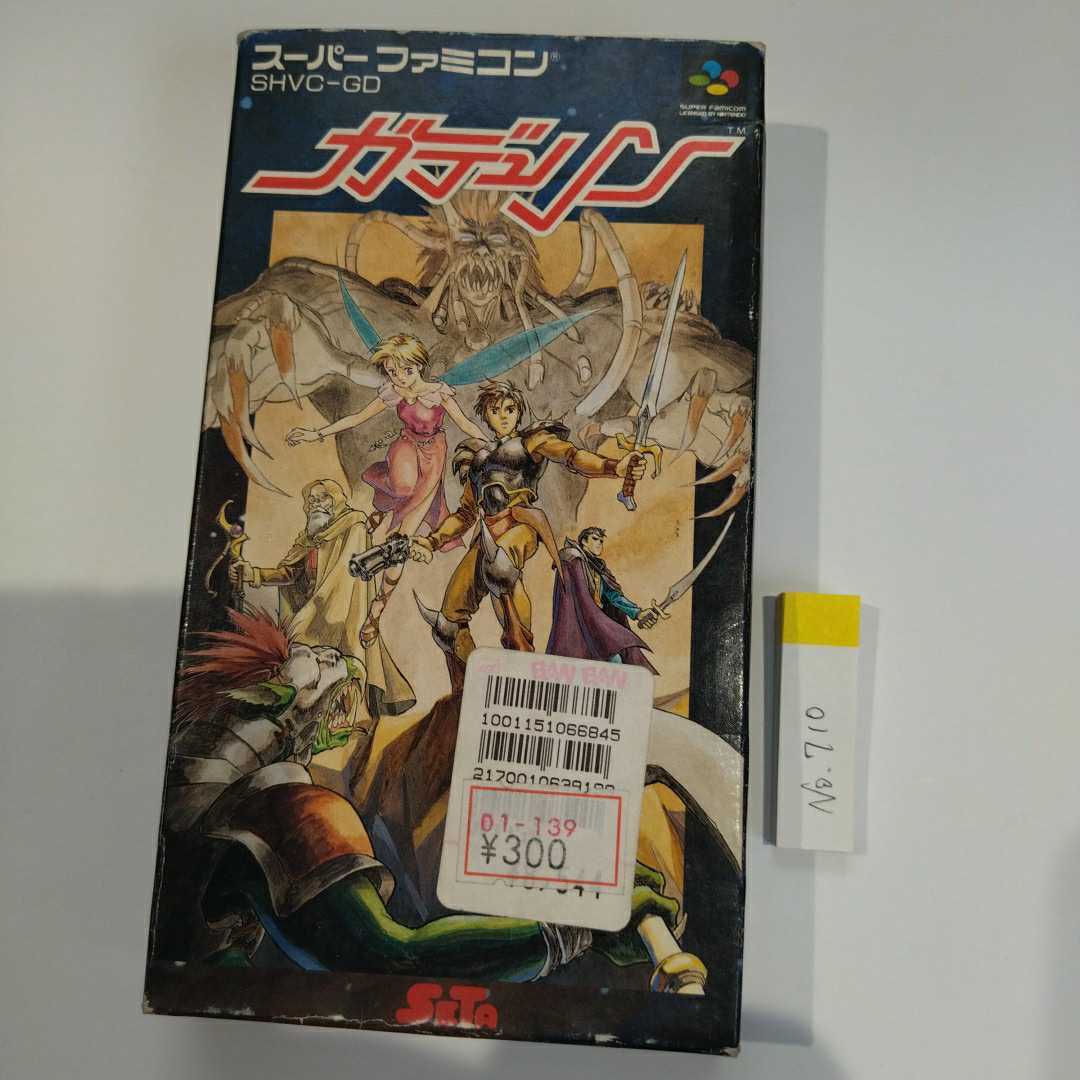 スーパーファミコン®
SHVC-GD
SUPER FAMICOM
LICENSED BY NINTENDO
ガデュリン
TM
BAN BAN
1001151066845
01-139
¥300
SETA
No.710